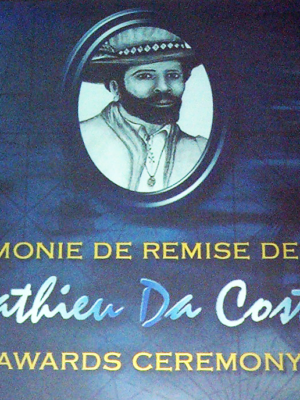 MONIE DE REMISE DE
athieu Da Cost
AWARDS CEREMONY